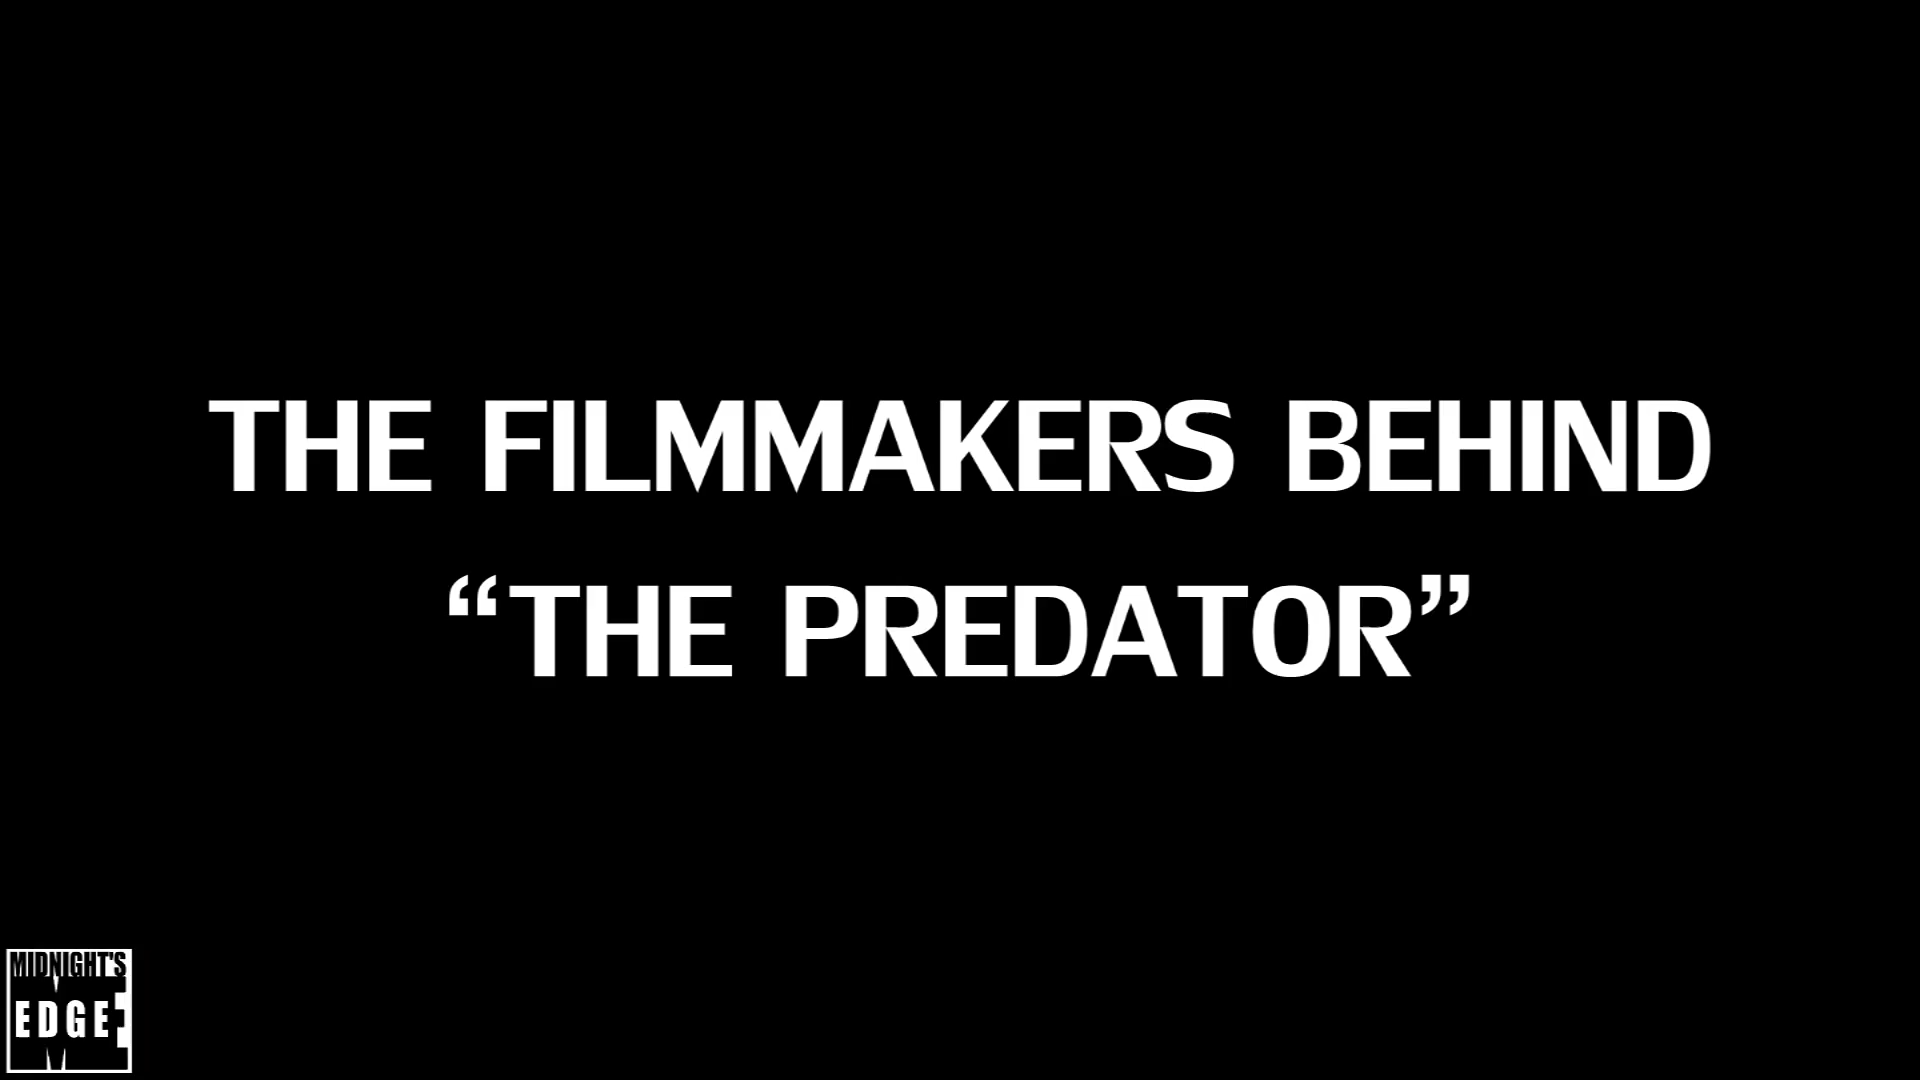 THE FILMMAKERS BEHIND
“THE PREDATOR”
MIDNIGHT'S
EDGE